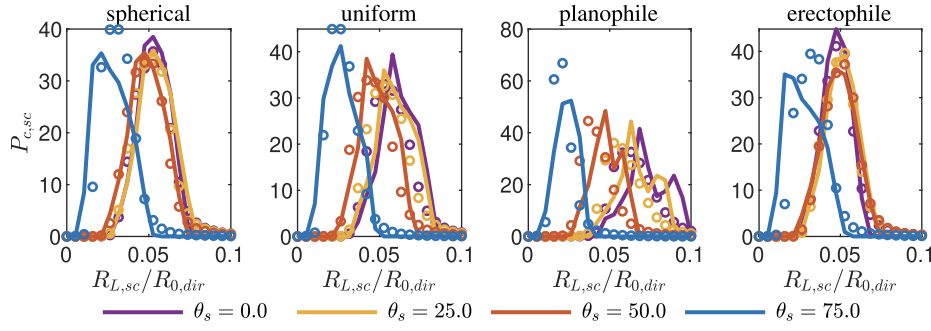 spherical uniform planophile erectophile
P_{c,sc}
40 30 20 10 0
0 0.05 0.1
R_{L,sc}/R_{0,dir}
40 30 20 10 0
0 0.05 0.1
R_{L,sc}/R_{0,dir}
80 60 40 20 0
0 0.05 0.1
R_{L,sc}/R_{0,dir}
40 30 20 10 0
0 0.05 0.1
R_{L,sc}/R_{0,dir}
θ_s = 0.0 θ_s = 25.0 θ_s = 50.0 θ_s = 75.0